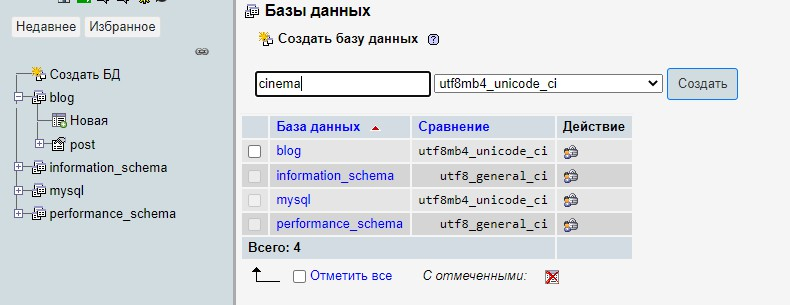 Недавнее Избранное
Создать БД
blog
Новая
post
information_schema
mysql
performance_schema
Базы данных
Создать базу данных
cinema utf8mb4_unicode_ci Создать
База данных Сравнение Действие
blog utf8mb4_unicode_ci
information_schema utf8_general_ci
mysql utf8mb4_unicode_ci
performance_schema utf8_general_ci
Всего: 4
Отметить все С отмеченными: